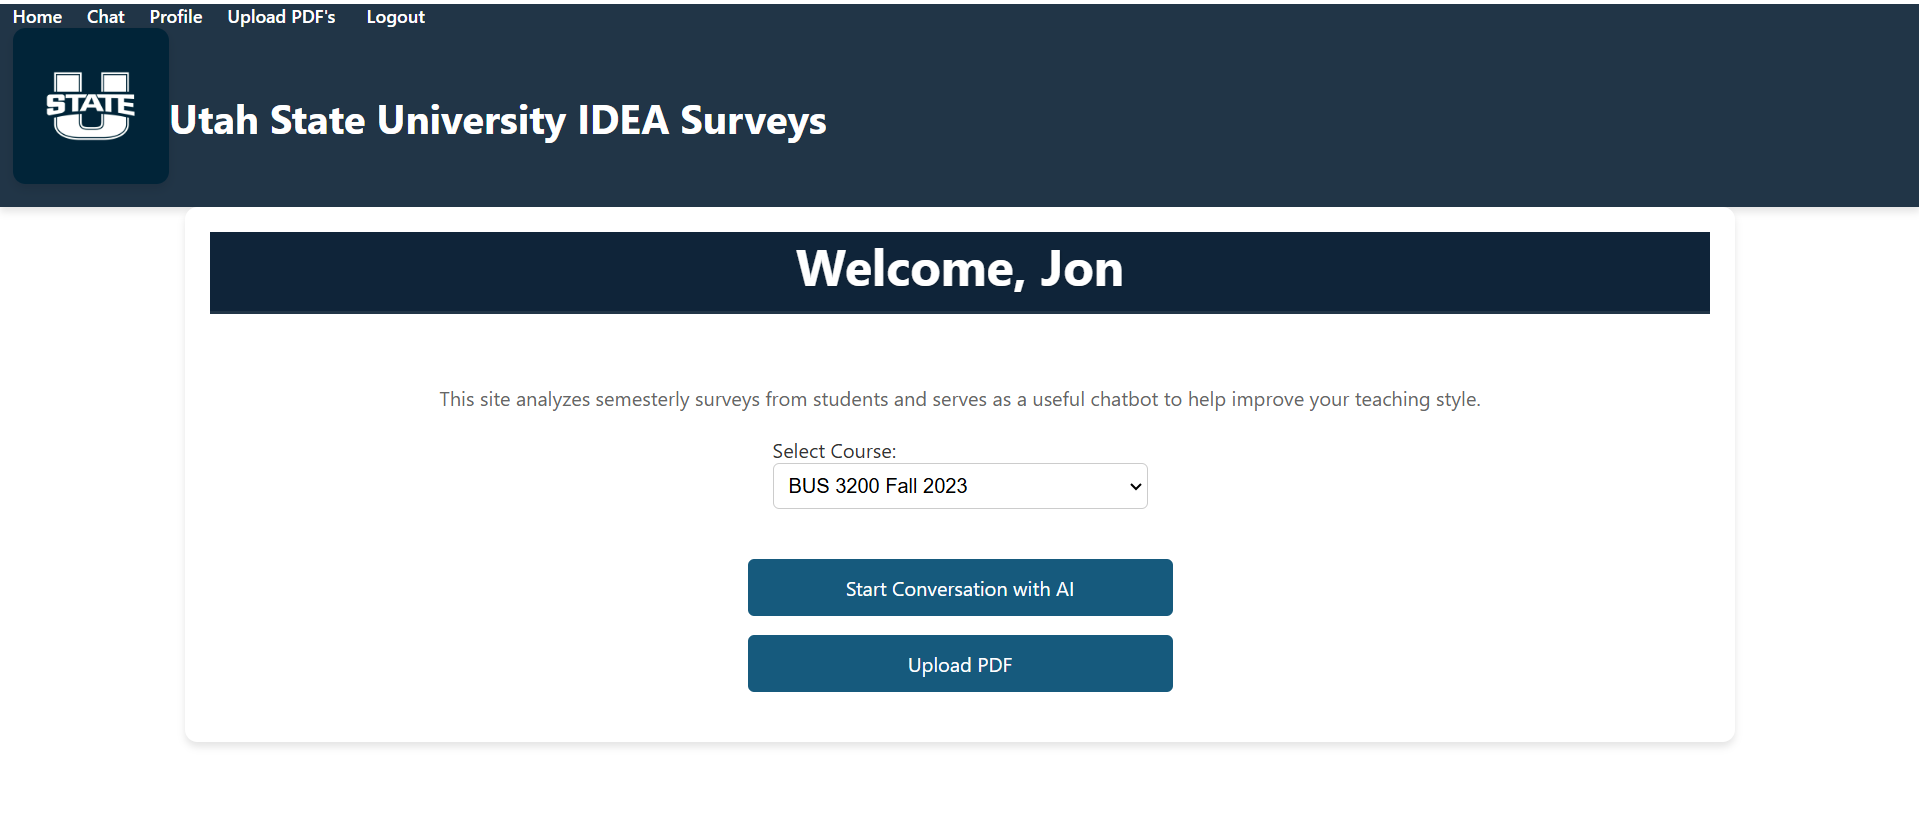 Home Chat Profile Upload PDF's Logout
U
STATE
Utah State University IDEA Surveys
Welcome, Jon
This site analyzes semesterly surveys from students and serves as a useful chatbot to help improve your teaching style.
Select Course:
BUS 3200 Fall 2023
Start Conversation with AI
Upload PDF